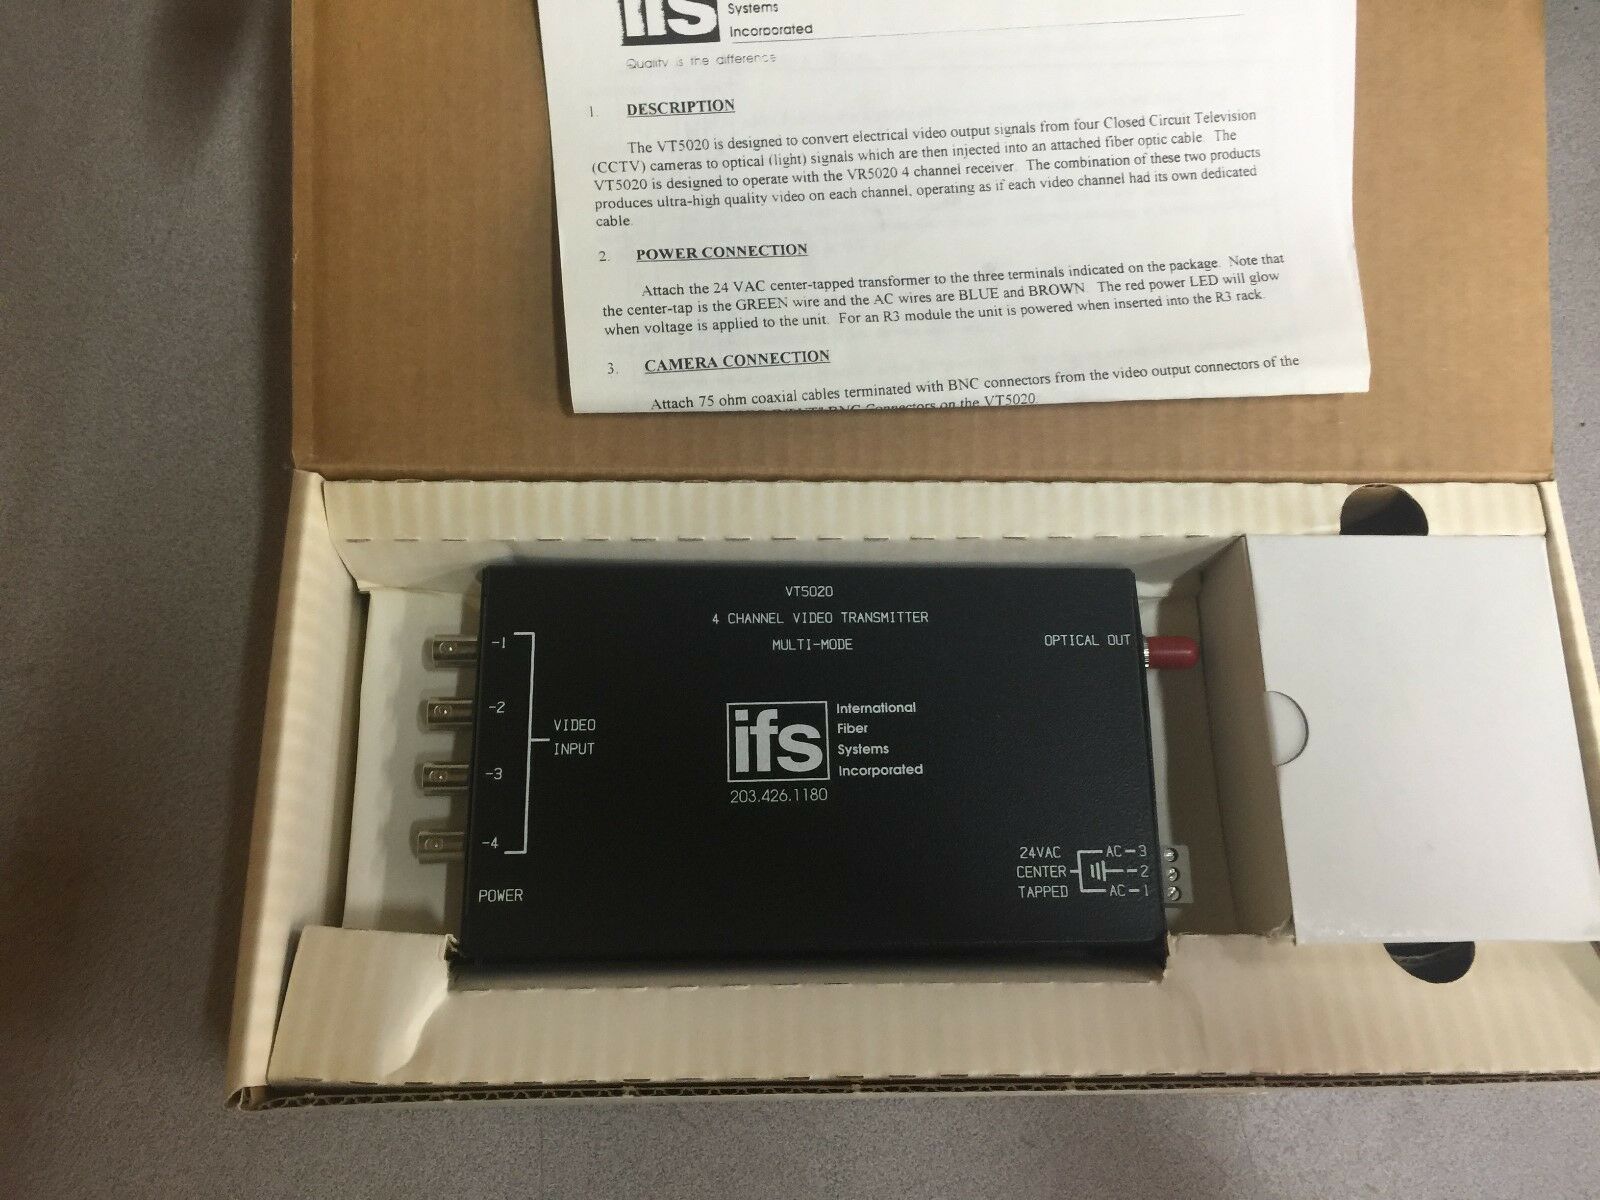 ifs
Systems
Incorporated
Quality is the difference
1. DESCRIPTION
The VT5020 is designed to convert electrical video output signals from four Closed Circuit Television
(CCTV) cameras to optical (light) signals which are then injected into an attached fiber optic cable. The
VT5020 is designed to operate with the VR5020 4 channel receiver. The combination of these two products
produces ultra-high quality video on each channel, operating as if each video channel had its own dedicated
cable.
2. POWER CONNECTION
Attach the 24 VAC center-tapped transformer to the three terminals indicated on the package. Note that
the center-tap is the GREEN wire and the AC wires are BLUE and BROWN. The red power LED will glow
when voltage is applied to the unit. For an R3 module the unit is powered when inserted into the R3 rack.
3. CAMERA CONNECTION
Attach 75 ohm coaxial cables terminated with BNC connectors from the video output connectors of the
BNC Connectors on the VT5020.
VT5020
4 CHANNEL VIDEO TRANSMITTER
MULTI-MODE
OPTICAL OUT
-1
-2
-3
-4
VIDEO
INPUT
POWER
ifs
International
Fiber
Systems
Incorporated
203.426.1180
24VAC
CENTER
TAPPED
AC-3
-2
AC-1